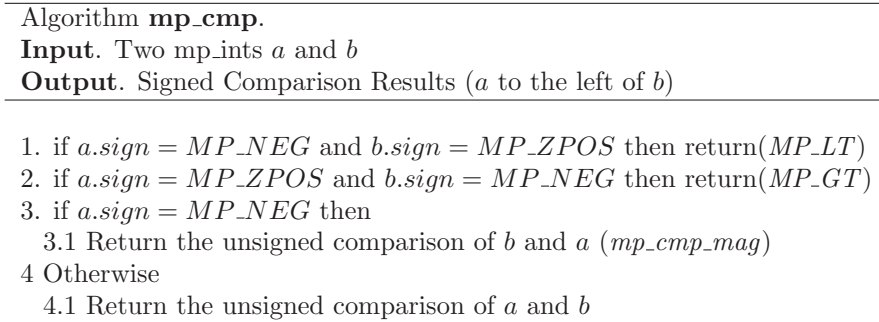 Algorithm mp_cmp.
Input. Two mp_ints a and b
Output. Signed Comparison Results (a to the left of b)
1. if a.sign = MP_NEG and b.sign = MP_ZPOS then return(MP_LT)
2. if a.sign = MP_ZPOS and b.sign = MP_NEG then return(MP_GT)
3. if a.sign = MP_NEG then
3.1 Return the unsigned comparison of b and a (mp_cmp_mag)
4 Otherwise
4.1 Return the unsigned comparison of a and b